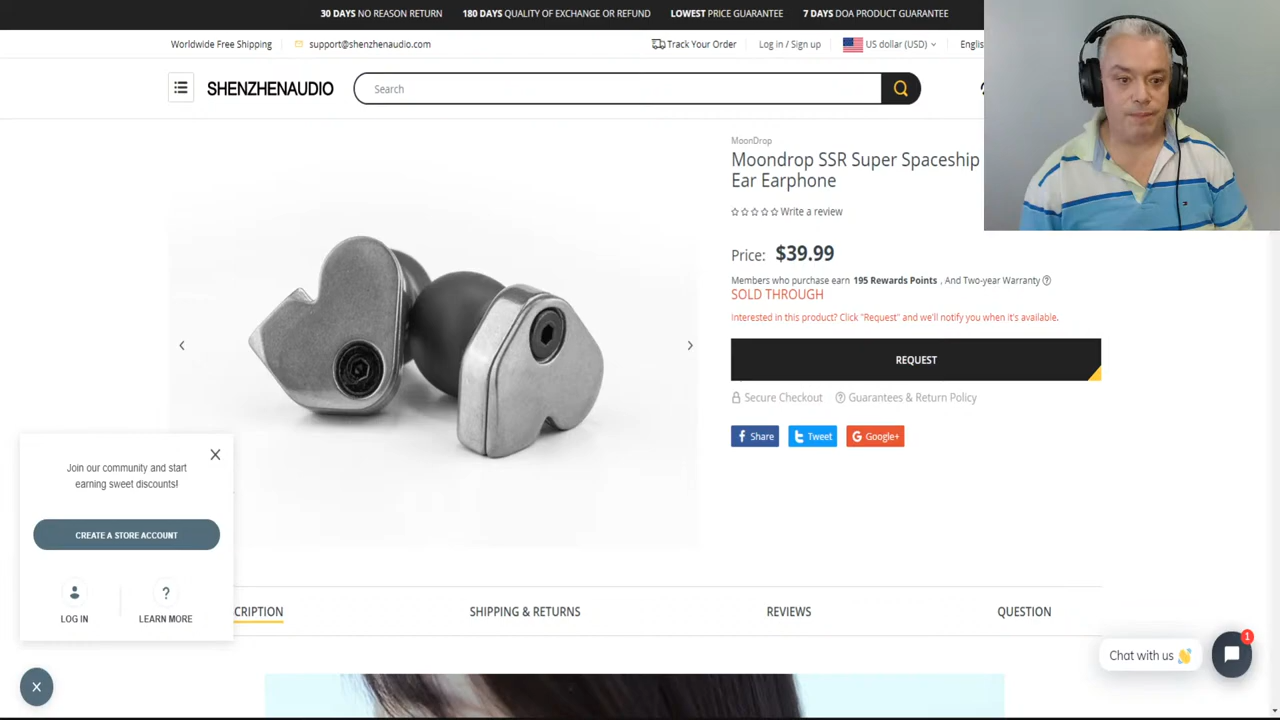 30 DAYS NO REASON RETURN 180 DAYS QUALITY OF EXCHANGE OR REFUND LOWEST PRICE GUARANTEE 7 DAYS DOA PRODUCT GUARANTEE
Worldwide Free Shipping support@shenzhenaudio.com Track Your Order Log in / Sign up US dollar (USD)
SHENZHENAUDIO Search
MoonDrop
Moondrop SSR Super Spaceship
Ear Earphone
Write a review
Price: $39.99
Members who purchase earn 195 Rewards Points , And Two-year Warranty
SOLD THROUGH
Interested in this product? Click "Request" and we'll notify you when it's available.
REQUEST
Secure Checkout Guarantees & Return Policy
Share Tweet Google+
Join our community and start
earning sweet discounts!
CREATE A STORE ACCOUNT
LOG IN LEARN MORE
CRIPTION SHIPPING & RETURNS REVIEWS QUESTION
Chat with us 👋 1